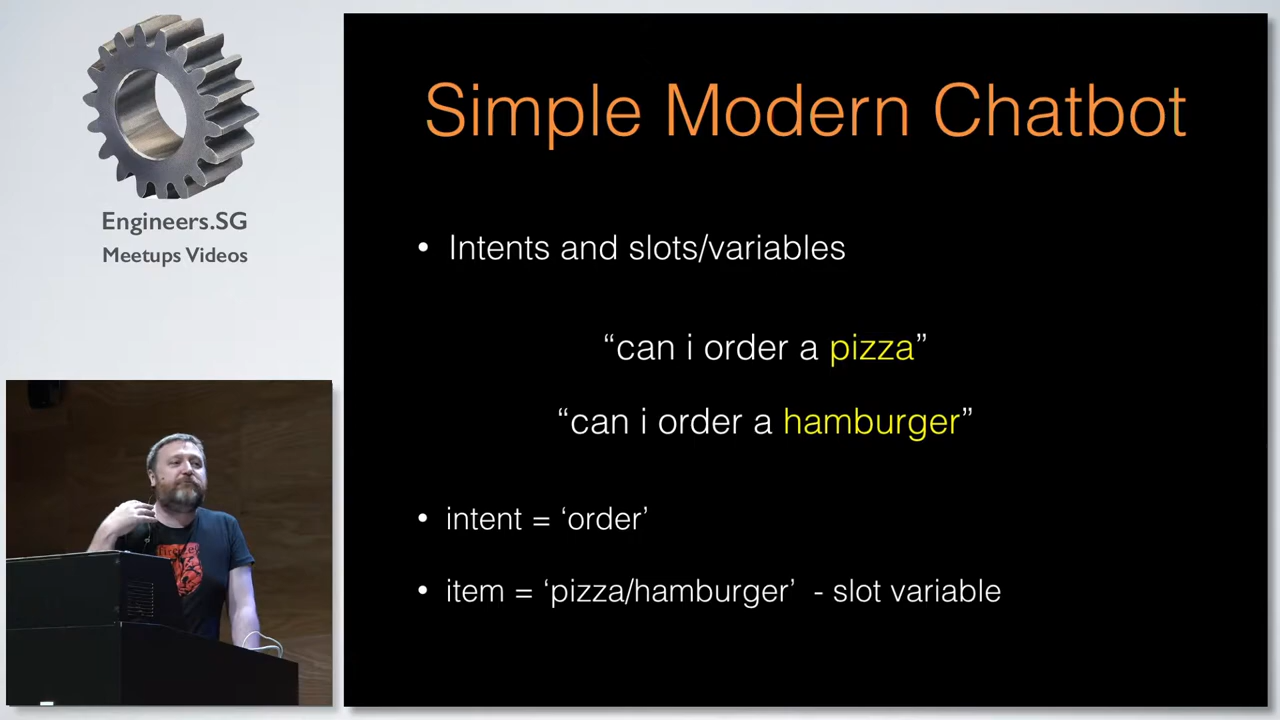 Engineers.SG
Meetups Videos
Simple Modern Chatbot
• Intents and slots/variables
“can i order a pizza”
“can i order a hamburger”
• intent = ‘order’
• item = ‘pizza/hamburger’ - slot variable